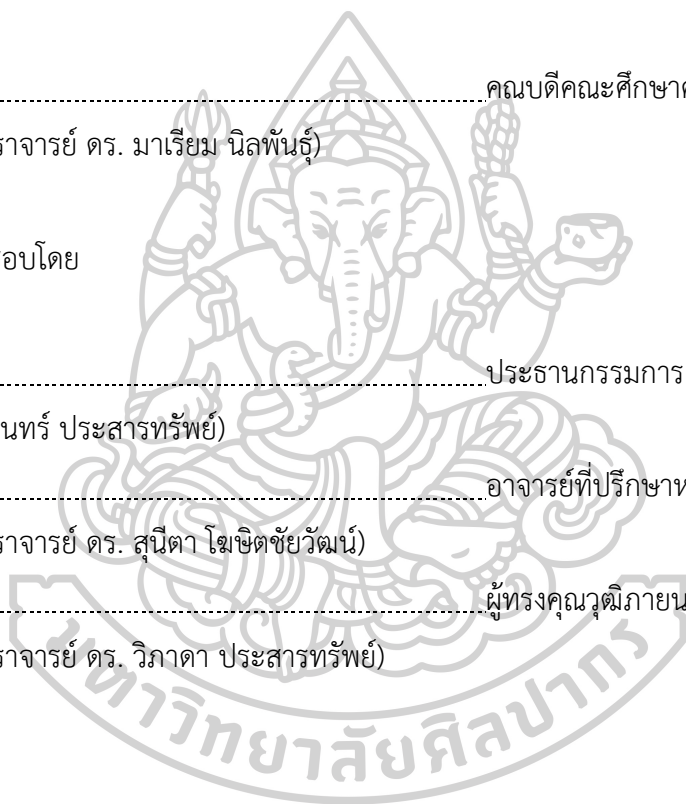 คณบดีคณะศึกษา
ราจารย์ ดร. มาเรียม นิลพันธุ์)
สอบโดย
ประธานกรรมการ
นทร์ ประสารทรัพย์)
อาจารย์ที่ปรึกษาห
ราจารย์ ดร. สุนีตา โฆษิตชัยวัฒน์)
ผู้ทรงคุณวุฒิภายน
ราจารย์ ดร. วิภาดา ประสารทรัพย์)
มหาวิทยาลัยศิลปากร